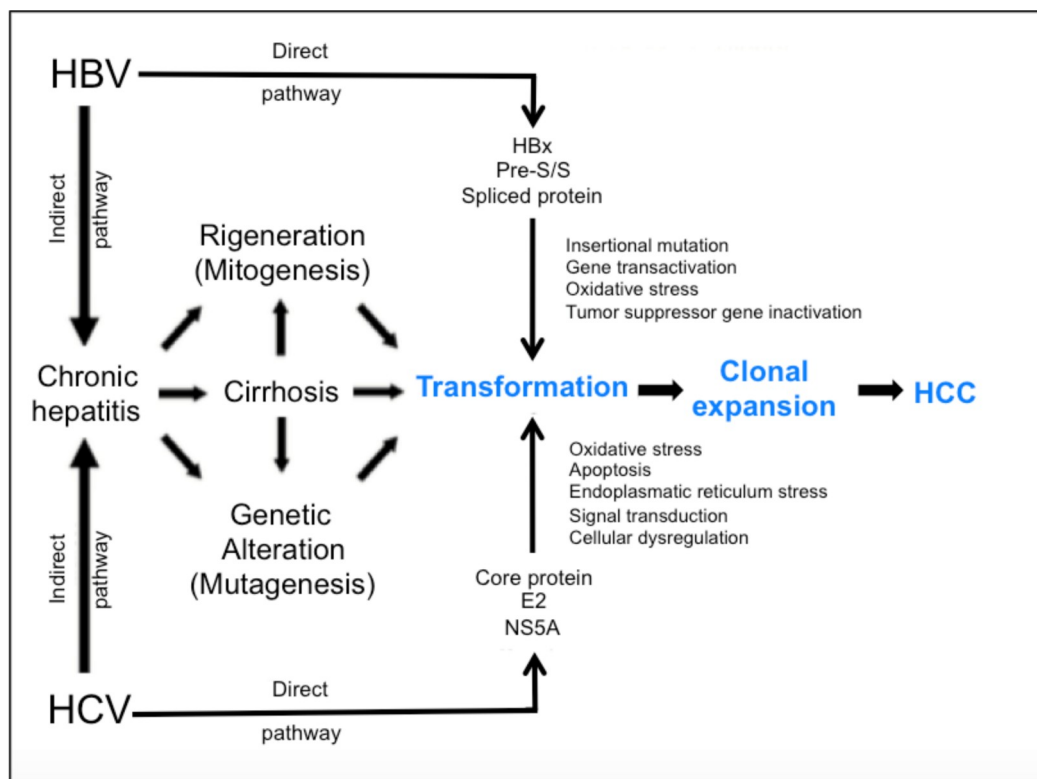 HBV
Direct
pathway
HBx
Pre-S/S
Spliced protein
Indirect
pathway
Rigeneration
(Mitogenesis)
Insertional mutation
Gene transactivation
Oxidative stress
Tumor suppressor gene inactivation
Chronic
hepatitis
Cirrhosis
Transformation
Clonal
expansion
HCC
Oxidative stress
Apoptosis
Endoplasmatic reticulum stress
Signal transduction
Cellular dysregulation
Genetic
Alteration
(Mutagenesis)
Indirect
pathway
Core protein
E2
NS5A
HCV
Direct
pathway